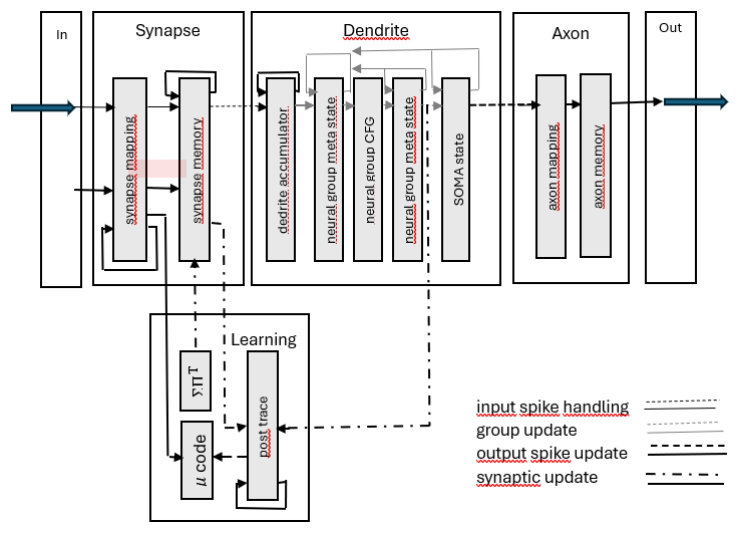 In
Synapse
Dendrite
Axon
Out
synapse mapping
synapse memory
dedrite accumulator
neural group meta state
neural group CFG
neural group meta state
SOMA state
axon mapping
axon memory
Learning
ΣΠᵀ
μ code
post trace
input spike handling
group update
output spike update
synaptic update